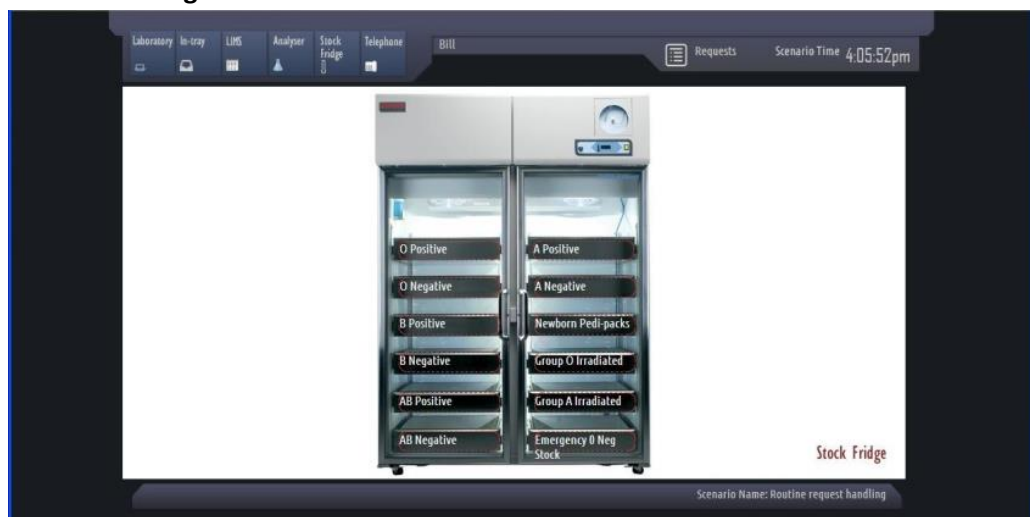 Laboratory
In-tray
LIMS
Analyser
Stock
Fridge
Telephone
Bill
Requests
Scenario Time 4:05:52pm
O Positive
O Negative
B Positive
B Negative
AB Positive
AB Negative
A Positive
A Negative
Newborn Pedi-packs
Group O Irradiated
Group A Irradiated
Emergency O Neg
Stock
Stock Fridge
Scenario Name: Routine request handling